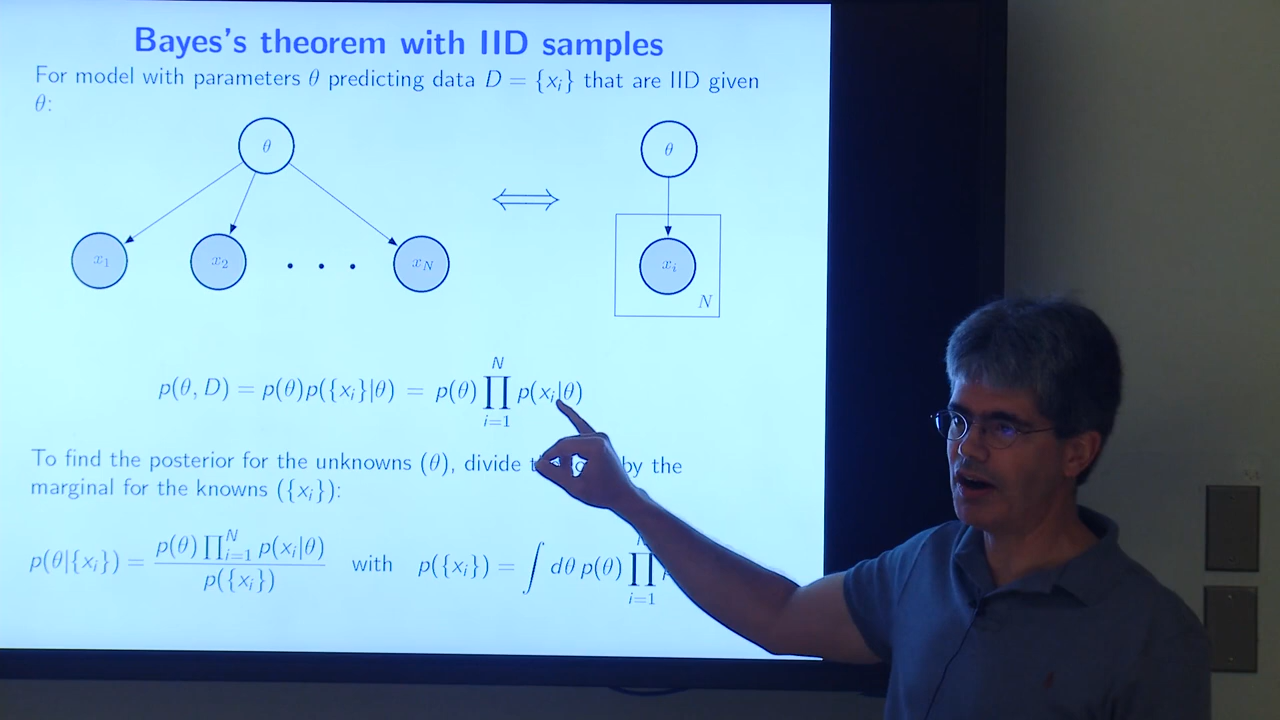 Bayes's theorem with IID samples
For model with parameters θ predicting data D = {xᵢ} that are IID given
θ:
θ
θ
x₁ x₂ . . . x_N
⟺
xᵢ
N
p(θ, D) = p(θ)p({xᵢ}|θ) = p(θ) ∏_{i=1}^{N} p(xᵢ|θ)
To find the posterior for the unknowns (θ), divide by the
marginal for the knowns ({xᵢ}):
p(θ|{xᵢ}) = p(θ) ∏_{i=1}^{N} p(xᵢ|θ) / p({xᵢ}) with p({xᵢ}) = ∫ dθ p(θ) ∏_{i=1}